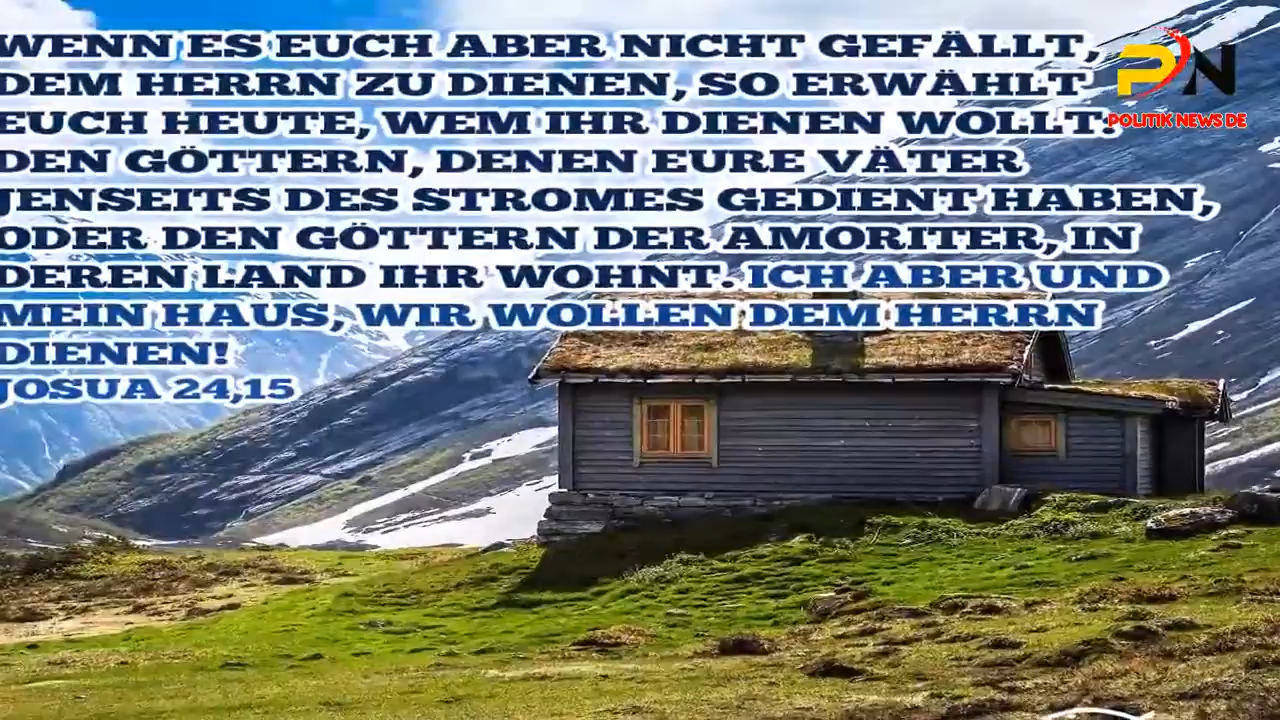 WENN ES EUCH ABER NICHT GEFÄLLT,
DEM HERRN ZU DIENEN, SO ERWÄHLT
EUCH HEUTE, WEM IHR DIENEN WOLLT:
DEN GÖTTERN, DENEN EURE VÄTER
JENSEITS DES STROMES GEDIENT HABEN,
ODER DEN GÖTTERN DER AMORITER, IN
DEREN LAND IHR WOHNT. ICH ABER UND
MEIN HAUS, WIR WOLLEN DEM HERRN
DIENEN!
JOSUA 24,15
PN
POLITIK NEWS DE